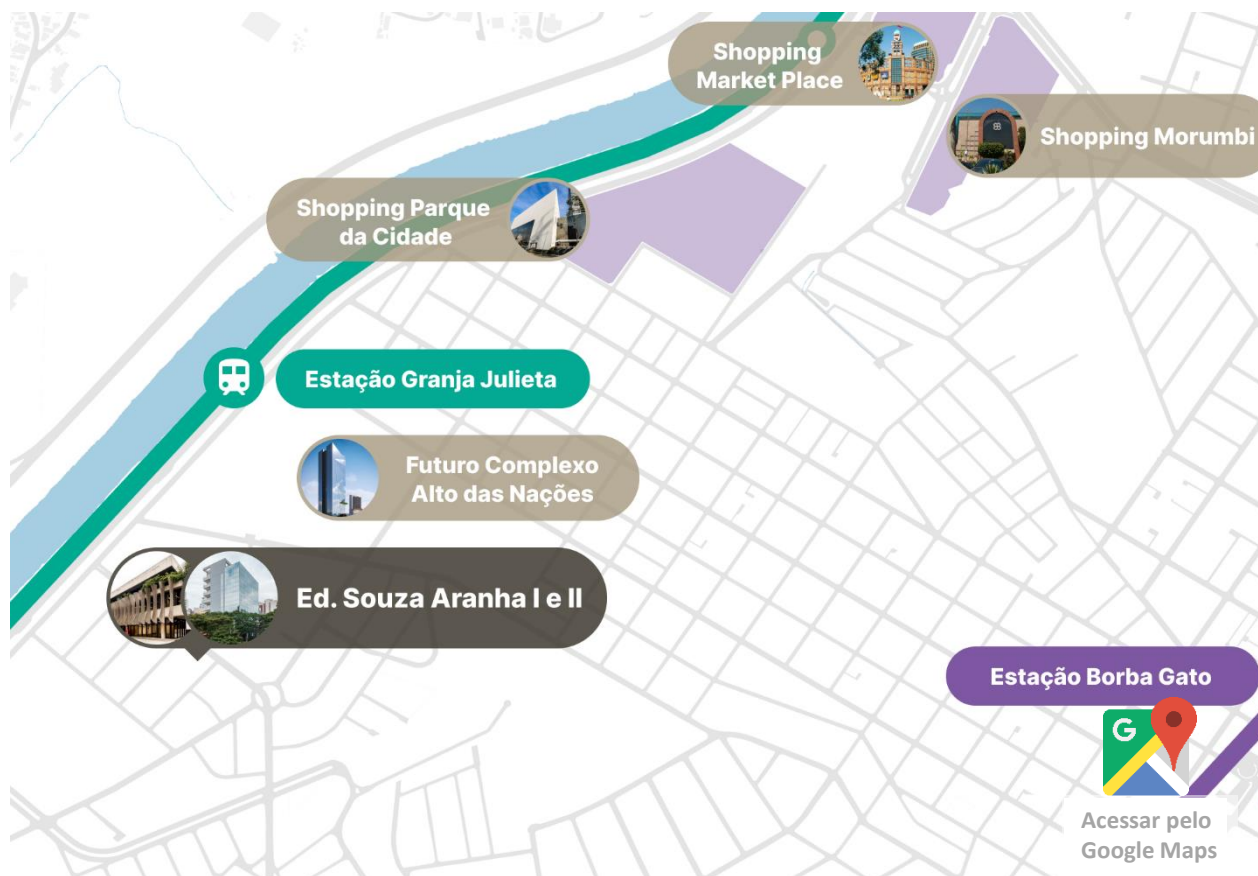 Shopping
Market Place
Shopping Morumbi
Shopping Parque
da Cidade
Estação Granja Julieta
Futuro Complexo
Alto das Nações
Ed. Souza Aranha I e II
Estação Borba Gato
G
Acessar pelo
Google Maps